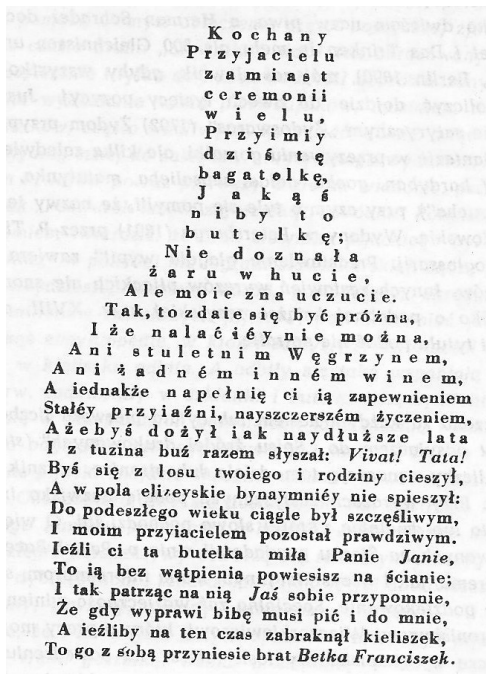 Kochany
Przyjacielu
zamiast
ceremonii
wielu,
Przyimiy
dziś tę
bagatelkę,
Jakąś
niby to
butelkę;
Nie doznała
żaru w hucie,
Ale moie zna uczucie.
Tak, to zdaie się być próżna,
I że nalać iéy nie można.
Ani stuletnim Węgrzynem,
Ani żadném inném winem,
A iednakże napełnię ci ią zapewnieniem
Stałéy przyiaźni, nayszczerszém życzeniem,
Ażebyś dożył iak naydłuższe lata
I z tuzina buź razem słyszał: Vivat! Tata!
Byś się z losu twoiego i rodziny cieszył,
A w pola elizeyskie bynaymniéy nie spieszył:
Do podeszłego wieku ciągle był szczęśliwym,
I moim przyiacielem pozostał prawdziwym.
Ieźli ci ta butelka miła Panie Janie,
To ią bez wątpienia powiesisz na ścianie;
I tak patrząc na nią Jaś sobie przypomnie,
Że gdy wino wybibę musi pić i do mnie,
A ieźliby na ten czas zabraknął kieliszek,
To go z sobą przyniesie brat Betka Franciszek.